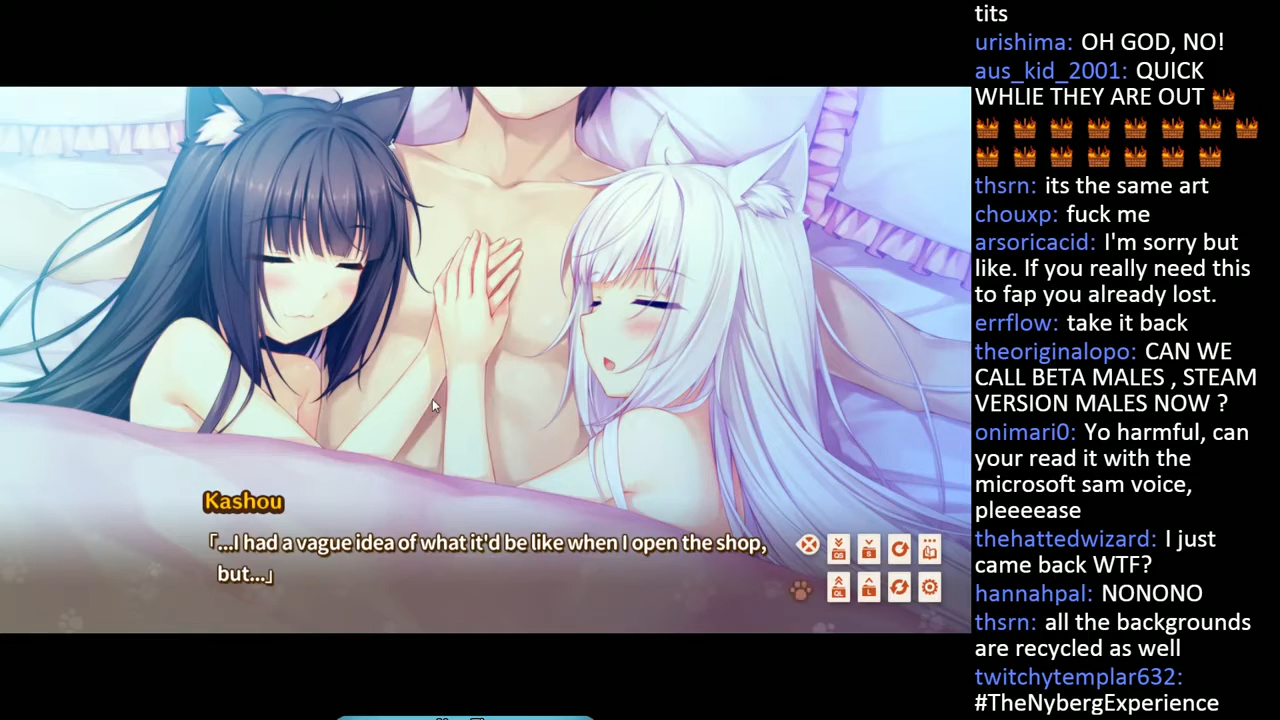 Kashou
「...I had a vague idea of what it'd be like when I open the shop,
but...」
QS
S
QL
L
tits
urishima: OH GOD, NO!
aus_kid_2001: QUICK
WHLIE THEY ARE OUT
thsrn: its the same art
chouxp: fuck me
arsoricacid: I'm sorry but
like. If you really need this
to fap you already lost.
errflow: take it back
theoriginalopo: CAN WE
CALL BETA MALES , STEAM
VERSION MALES NOW ?
onimari0: Yo harmful, can
your read it with the
microsoft sam voice,
pleeeease
thehattedwizard: I just
came back WTF?
hannahpal: NONONO
thsrn: all the backgrounds
are recycled as well
twitchytemplar632:
#TheNybergExperience